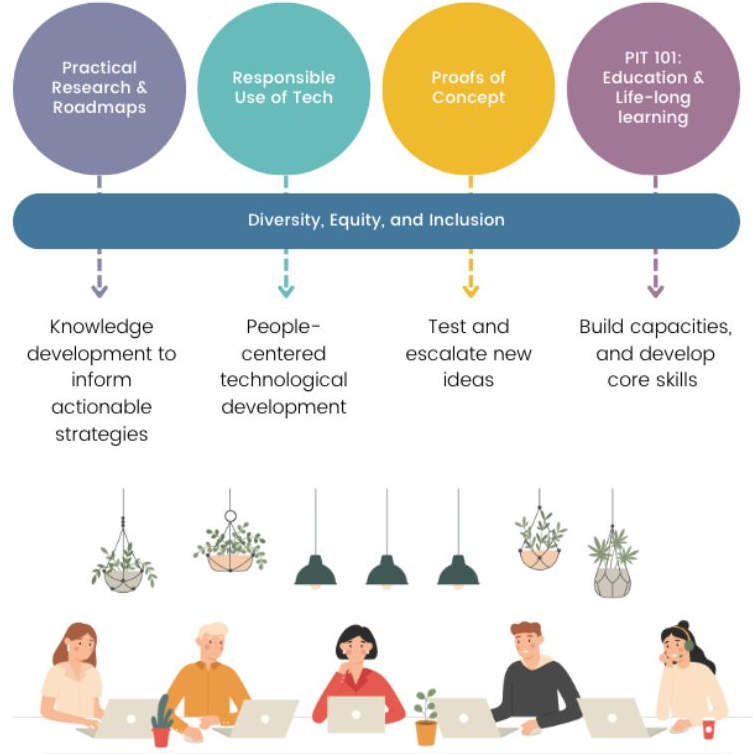 Practical
Research &
Roadmaps
Responsible
Use of Tech
Proofs of
Concept
PIT 101:
Education &
Life-long
learning
Diversity, Equity, and Inclusion
Knowledge
development to
inform
actionable
strategies
People-
centered
technological
development
Test and
escalate new
ideas
Build capacities,
and develop
core skills